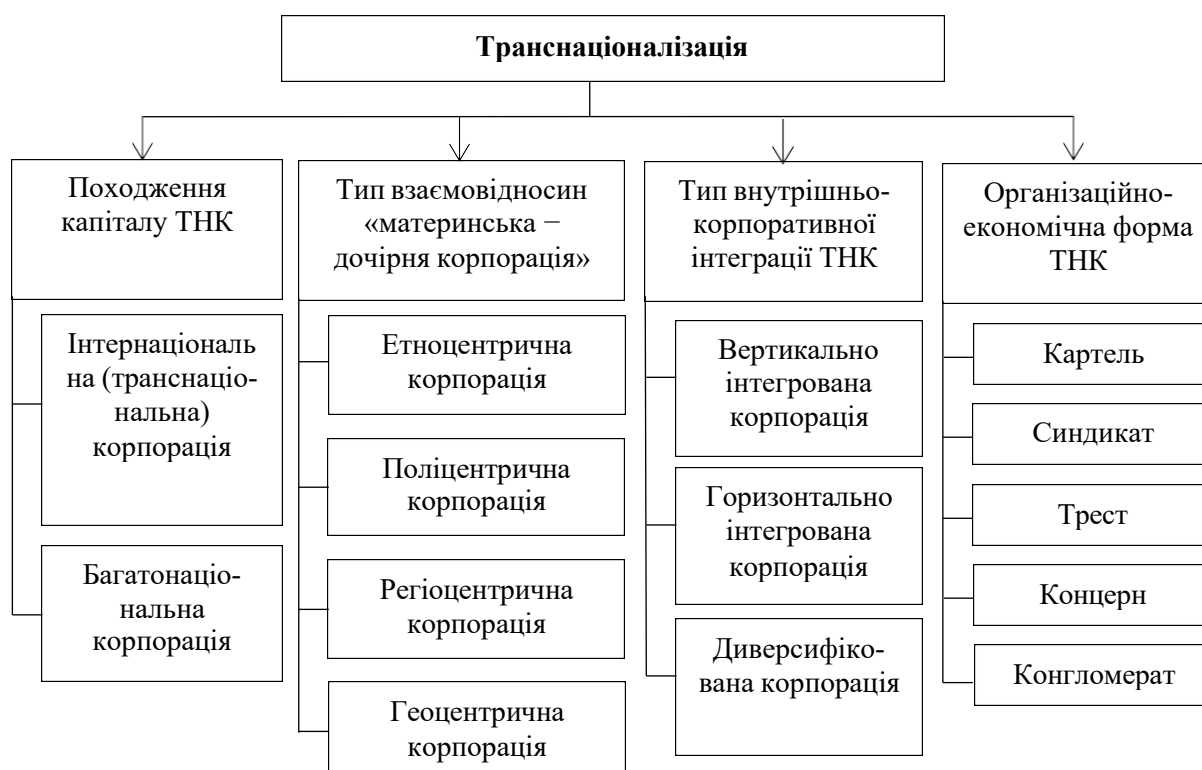 Транснаціоналізація
Походження
капіталу ТНК
Тип взаємовідносин
«материнська −
дочірня корпорація»
Тип внутрішньо-
корпоративної
інтеграції ТНК
Організаційно-
економічна форма
ТНК
Інтернаціональ
на (транснаціо-
нальна)
корпорація
Багатонаціо-
нальна
корпорація
Етноцентрична
корпорація
Поліцентрична
корпорація
Регіоцентрична
корпорація
Геоцентрична
корпорація
Вертикально
інтегрована
корпорація
Горизонтально
інтегрована
корпорація
Диверсифіко-
вана корпорація
Картель
Синдикат
Трест
Концерн
Конгломерат